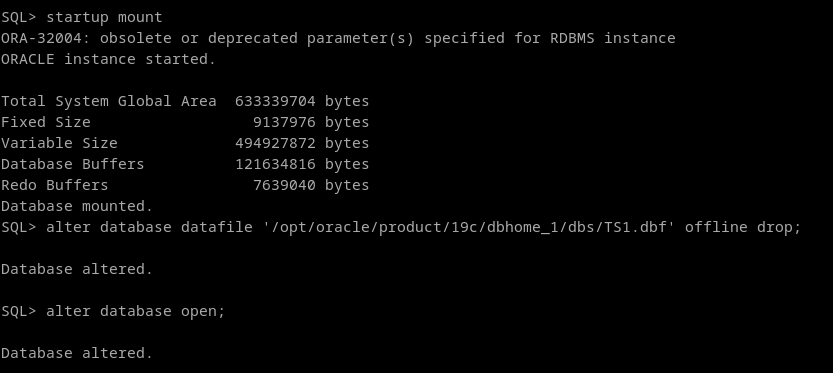 SQL> startup mount
ORA-32004: obsolete or deprecated parameter(s) specified for RDBMS instance
ORACLE instance started.

Total System Global Area  633339704 bytes
Fixed Size                  9137976 bytes
Variable Size             494927872 bytes
Database Buffers          121634816 bytes
Redo Buffers                7639040 bytes
Database mounted.
SQL> alter database datafile '/opt/oracle/product/19c/dbhome_1/dbs/TS1.dbf' offline drop;

Database altered.

SQL> alter database open;

Database altered.